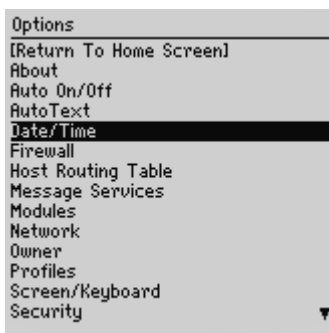 Options
[Return To Home Screen]
About
Auto On/Off
AutoText
Date/Time
Firewall
Host Routing Table
Message Services
Modules
Network
Owner
Profiles
Screen/Keyboard
Security